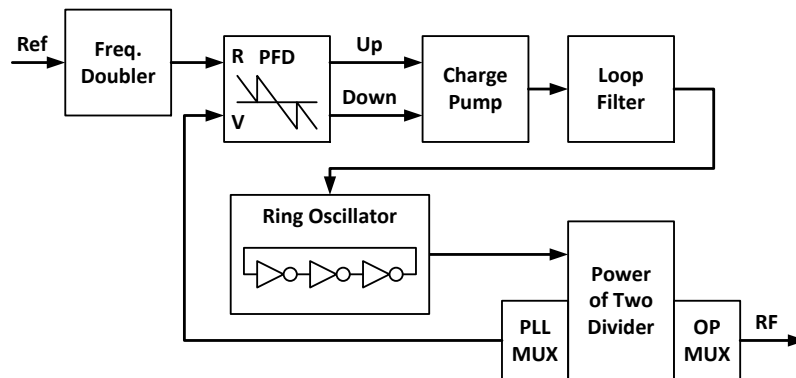 Ref
Freq.
Doubler
R PFD
V
Up
Down
Charge
Pump
Loop
Filter
Ring Oscillator
Power
of Two
Divider
PLL
MUX
OP
MUX
RF